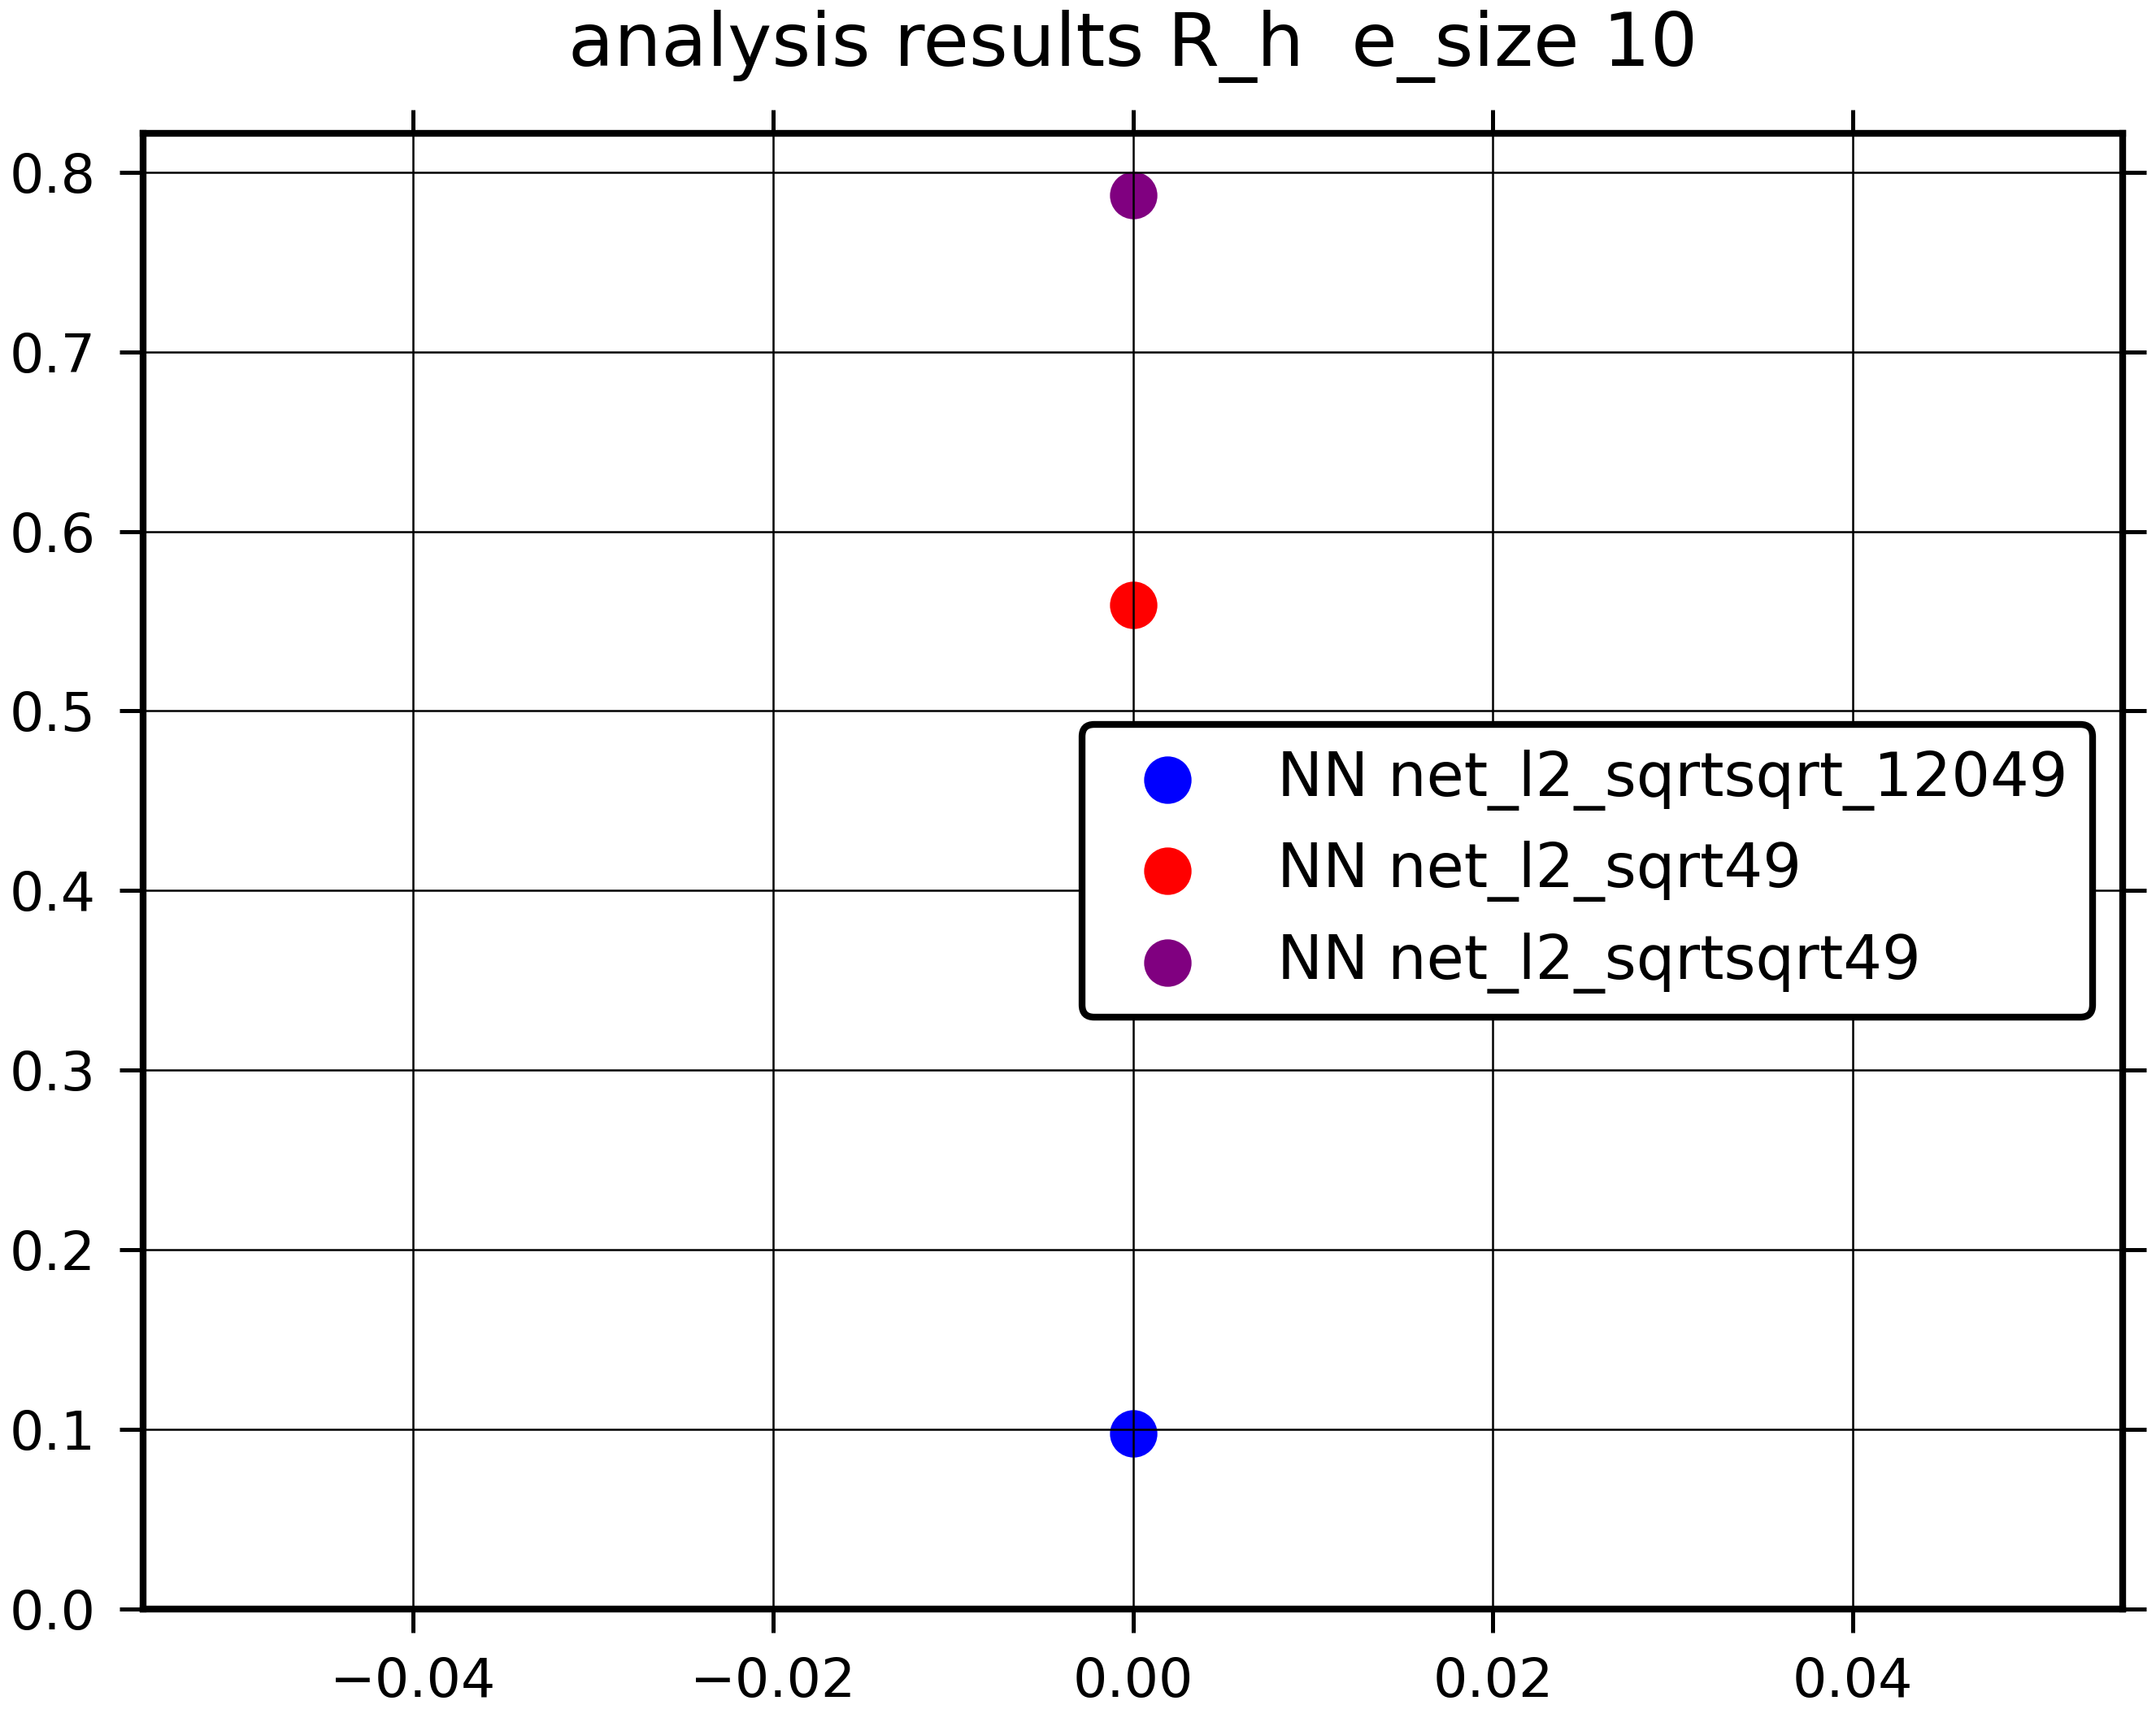 analysis results R_h  e_size 10
0.8
0.7
0.6
0.5
0.4
0.3
0.2
0.1
0.0
NN net_l2_sqrtsqrt_12049
NN net_l2_sqrt49
NN net_l2_sqrtsqrt49
−0.04 −0.02 0.00 0.02 0.04